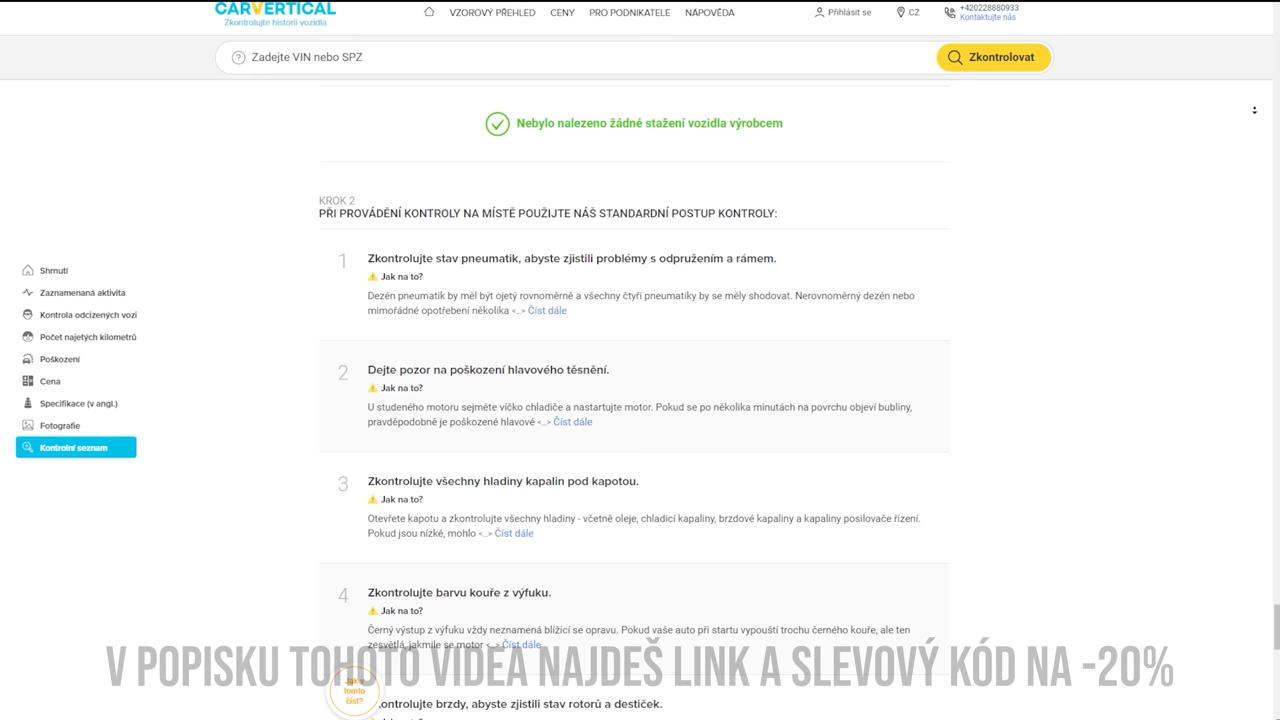 CARVERTICAL
Zkontrolujte historii vozidla
VZOROVÝ PŘEHLED CENY PRO PODNIKATELE NÁPOVĚDA
Přihlásit se
CZ
+420228880933
Kontaktujte nás
? Zadejte VIN nebo SPZ
Zkontrolovat
Nebylo nalezeno žádné stažení vozidla výrobcem
KROK 2
PŘI PROVÁDĚNÍ KONTROLY NA MÍSTĚ POUŽIJTE NÁŠ STANDARDNÍ POSTUP KONTROLY:
Shrnutí
Zaznamenaná aktivita
Kontrola odcizených vozi
Počet najetých kilometrů
Poškození
Cena
Specifikace (v angl.)
Fotografie
Kontrolní seznam
1 Zkontrolujte stav pneumatik, abyste zjistili problémy s odpružením a rámem.
Jak na to?
Dezén pneumatik by měl být ojetý rovnoměrně a všechny čtyři pneumatiky by se měly shodovat. Nerovnoměrný dezén nebo
mimořádné opotřebení několika <...> Číst dále
2 Dejte pozor na poškození hlavového těsnění.
Jak na to?
U studeného motoru sejměte víčko chladiče a nastartujte motor. Pokud se po několika minutách na povrchu objeví bubliny,
pravděpodobně je poškozené hlavové <...> Číst dále
3 Zkontrolujte všechny hladiny kapalin pod kapotou.
Jak na to?
Otevřete kapotu a zkontrolujte všechny hladiny - včetně oleje, chladicí kapaliny, brzdové kapaliny a kapaliny posilovače řízení.
Pokud jsou nízké, mohlo <...> Číst dále
4 Zkontrolujte barvu kouře z výfuku.
Jak na to?
Černý výstup z výfuku vždy neznamená blížící se opravu. Pokud vaše auto při startu vypouští trochu černého kouře, ale ten
zesvětlá, jakmile se motor <...> Číst dále
V POPISKU TOHOTO VIDEA NAJDEŠ LINK A SLEVOVÝ KÓD NA -20%
tomto
číst?
kontrolujte brzdy, abyste zjistili stav rotorů a destiček.